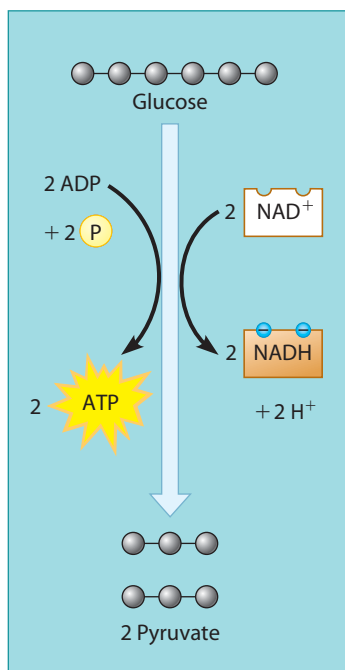 Glucose
2 ADP
+ 2 P
2 NAD+
2 ATP
2 NADH
+ 2 H+
2 Pyruvate